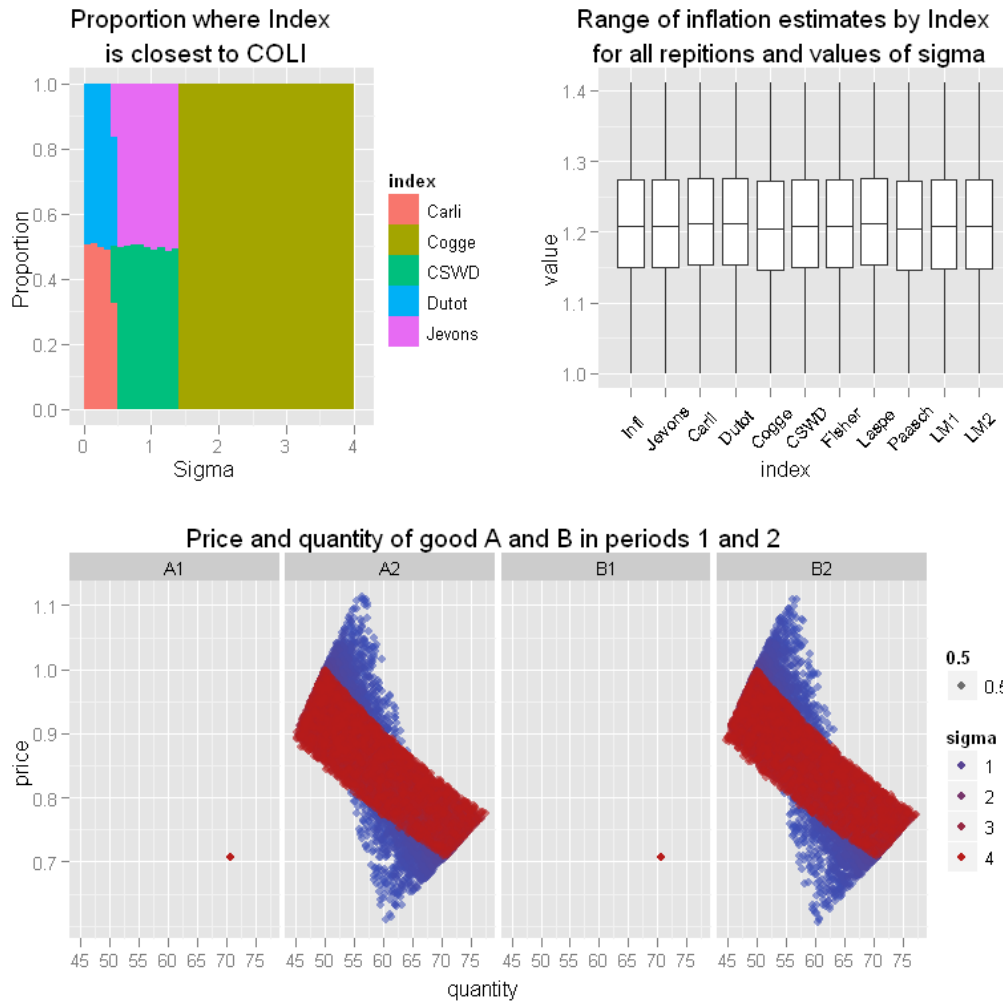 Proportion where Index
is closest to COLI
1.0
0.8
0.6
0.4
0.2
0.0
Proportion
0
1
2
3
4
Sigma
index
Carli
Cogge
CSWD
Dutot
Jevons
Range of inflation estimates by Index
for all repitions and values of sigma
1.4
1.3
1.2
1.1
1.0
value
Infl
Jevons
Carli
Dutot
Cogge
CSWD
Fisher
Laspe
Paasch
LM1
LM2
index
Price and quantity of good A and B in periods 1 and 2
A1
A2
B1
B2
1.1
1.0
0.9
0.8
0.7
price
45 50 55 60 65 70 75
45 50 55 60 65 70 75
45 50 55 60 65 70 75
45 50 55 60 65 70 75
quantity
0.5
0.5
sigma
1
2
3
4